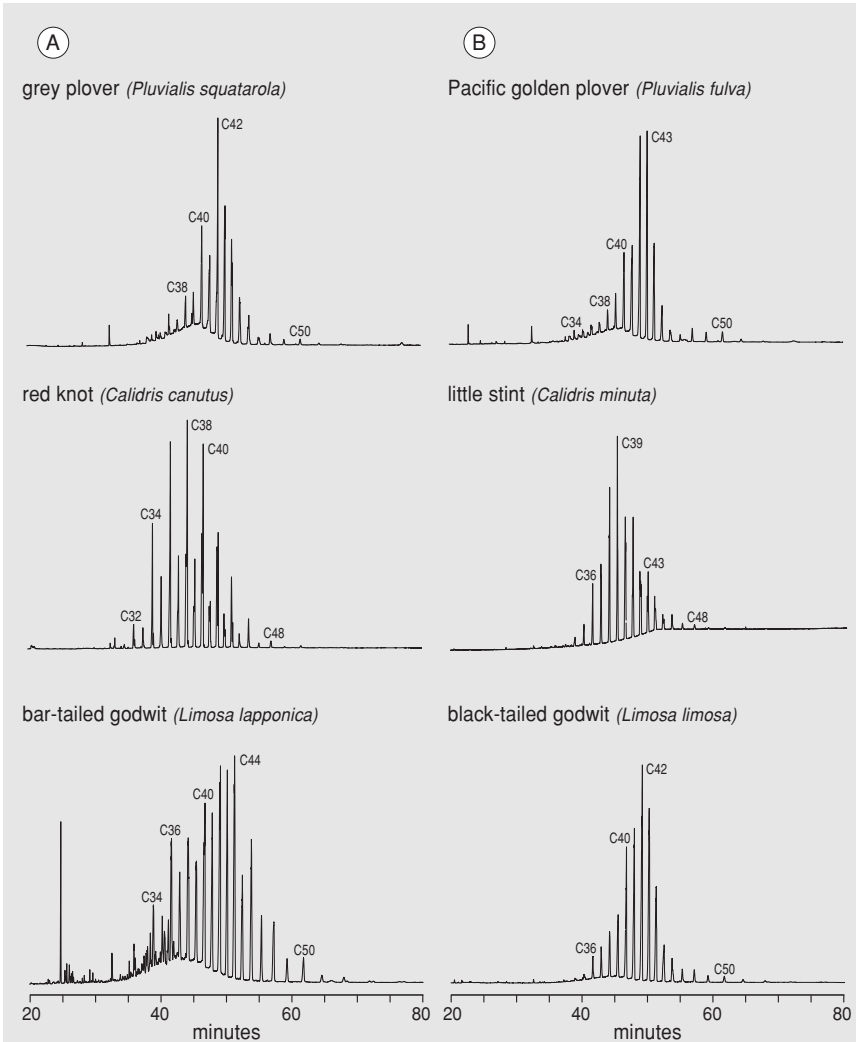 A
B
grey plover (Pluvialis squatarola)
Pacific golden plover (Pluvialis fulva)
C42
C40
C38
C50
C43
C40
C38
C34
C50
red knot (Calidris canutus)
little stint (Calidris minuta)
C38
C40
C34
C32
C48
C39
C36
C43
C48
bar-tailed godwit (Limosa lapponica)
black-tailed godwit (Limosa limosa)
C44
C40
C36
C34
C50
C42
C40
C36
C50
20 40 60 80
20 40 60 80
minutes
minutes